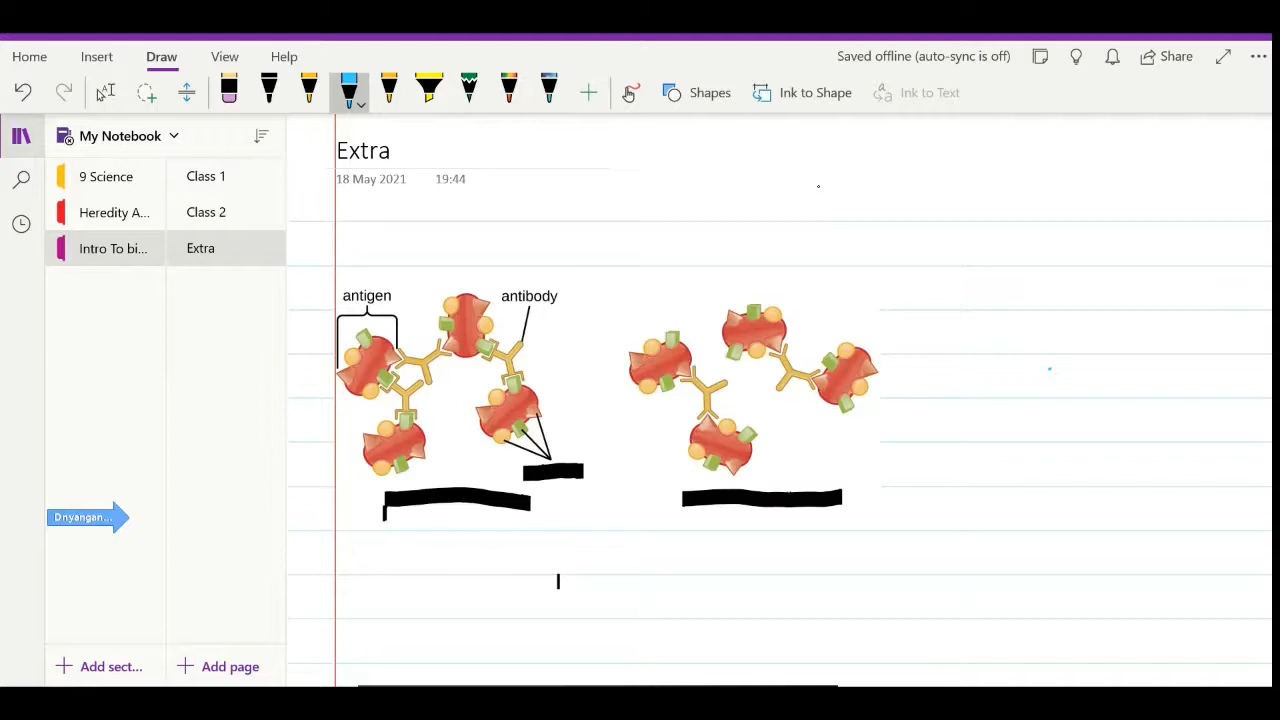 Home Insert Draw View Help Saved offline (auto-sync is off) Share
Shapes Ink to Shape Ink to Text
My Notebook
9 Science
Heredity A...
Intro To bi...
Class 1
Class 2
Extra
Extra
18 May 2021 19:44
antigen antibody
Dnyangan...
Add sect... Add page